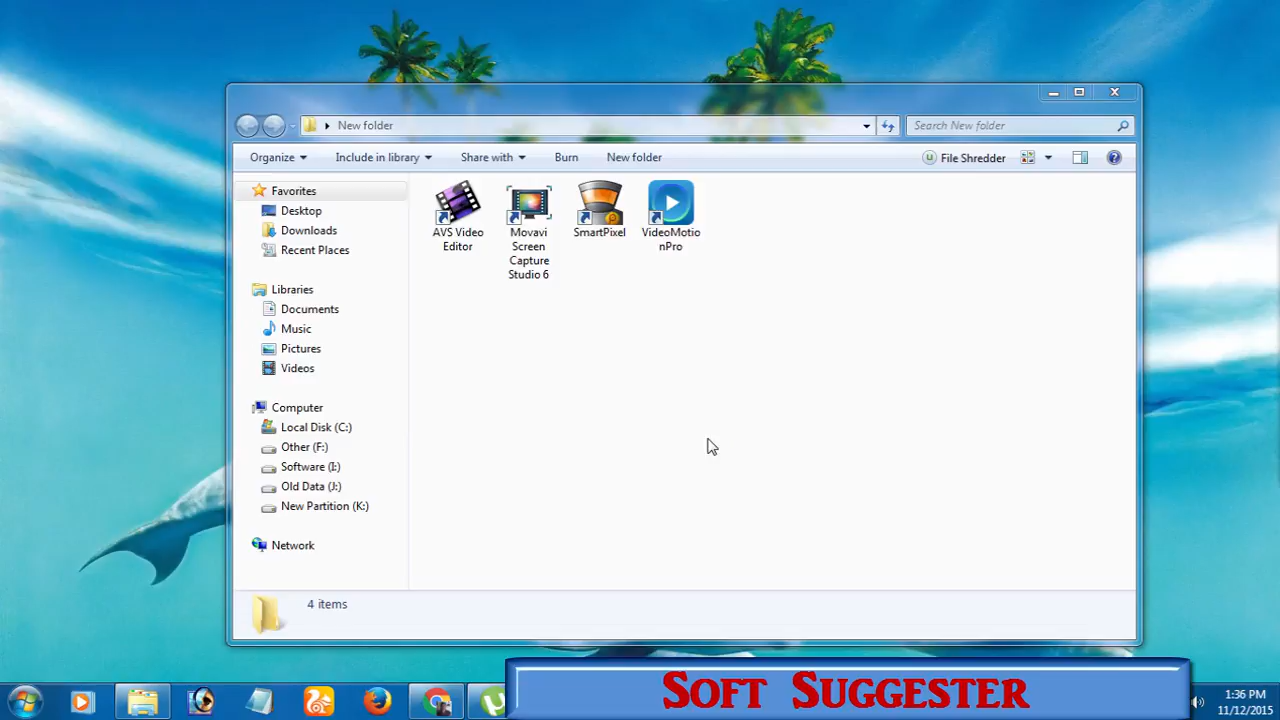 New folder
Search New folder
Organize
Include in library
Share with
Burn
New folder
File Shredder
Favorites
Desktop
Downloads
Recent Places
Libraries
Documents
Music
Pictures
Videos
Computer
Local Disk (C:)
Other (F:)
Software (I:)
Old Data (J:)
New Partition (K:)
Network
AVS Video
Editor
Movavi
Screen
Capture
Studio 6
SmartPixel
VideoMotio
nPro
4 items
SOFT SUGGESTER
1:36 PM
11/12/2015